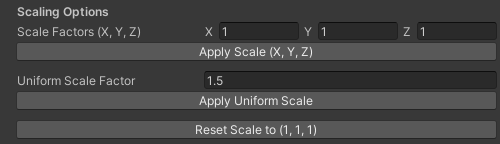 Scaling Options
Scale Factors (X, Y, Z) X 1 Y 1 Z 1
Apply Scale (X, Y, Z)
Uniform Scale Factor 1.5
Apply Uniform Scale
Reset Scale to (1, 1, 1)